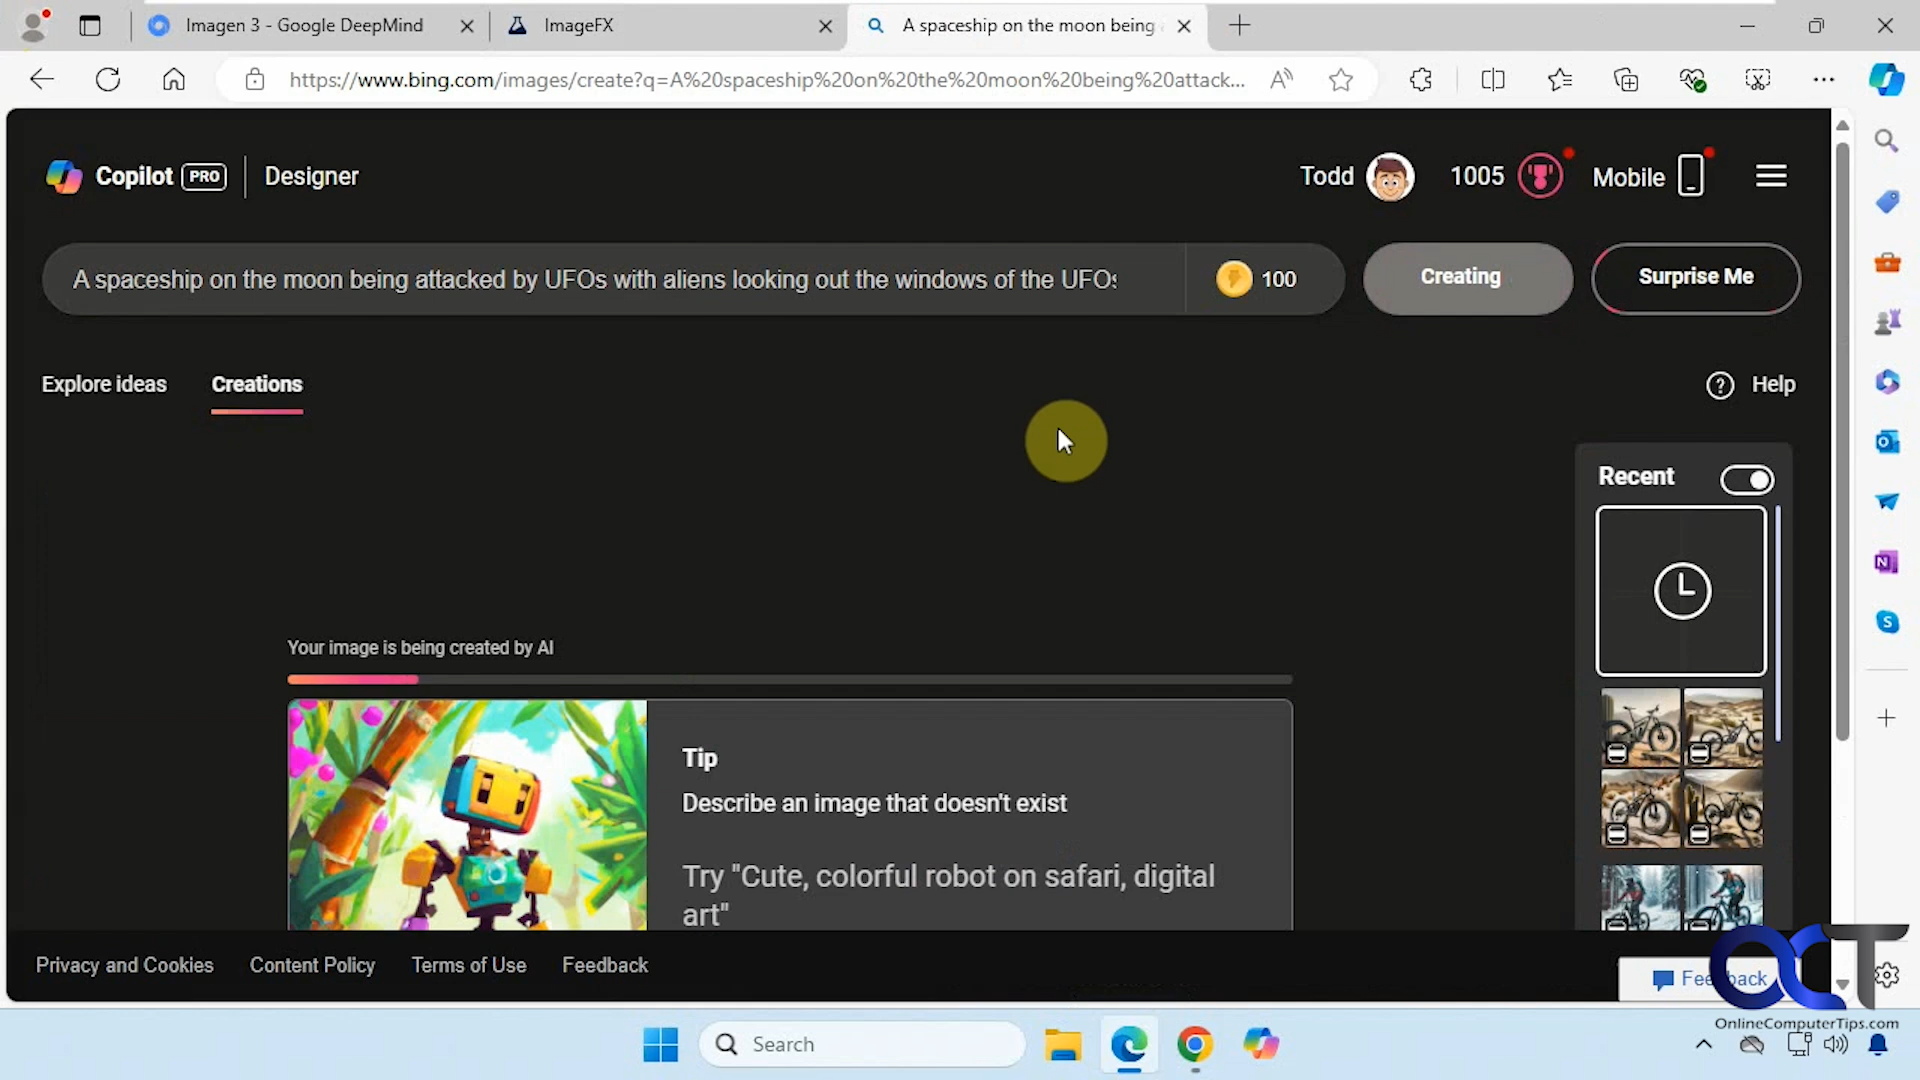 Imagen 3 - Google DeepMind
ImageFX
A spaceship on the moon being
https://www.bing.com/images/create?q=A%20spaceship%20on%20the%20moon%20being%20attack...
Copilot PRO
Designer
Todd
1005
Mobile
A spaceship on the moon being attacked by UFOs with aliens looking out the windows of the UFOs
100
Creating
Surprise Me
Explore ideas
Creations
Help
Recent
Your image is being created by AI
Tip
Describe an image that doesn't exist
Try "Cute, colorful robot on safari, digital
art"
Privacy and Cookies
Content Policy
Terms of Use
Feedback
Feedback
OCT
OnlineComputerTips.com
Search